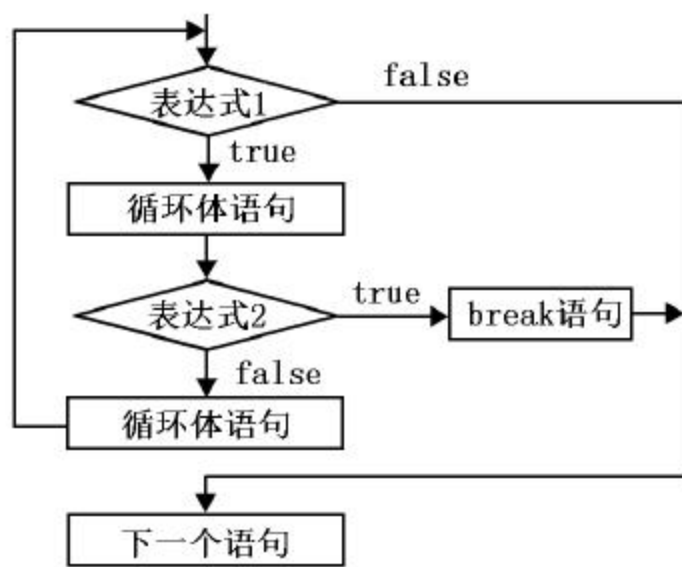 false
表达式1
true
循环体语句
true
表达式2
break语句
false
循环体语句
下一个语句